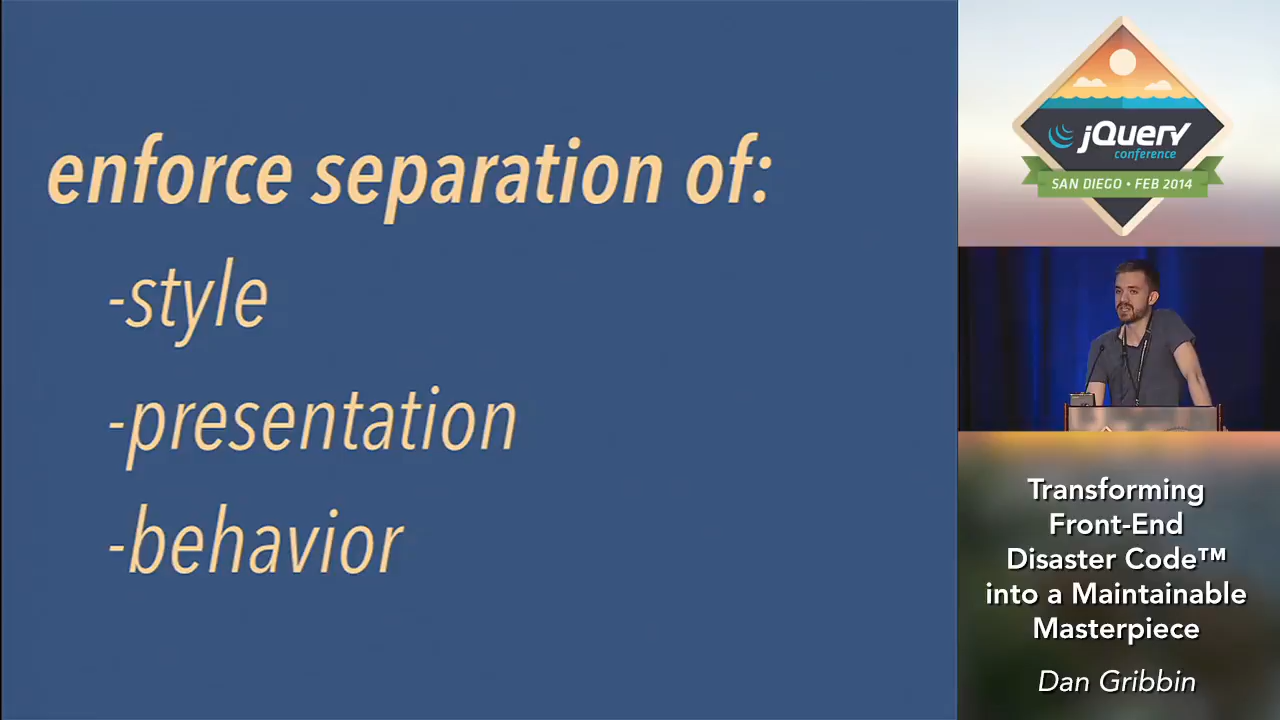 enforce separation of:
-style
-presentation
-behavior
jQuery
conference
SAN DIEGO • FEB 2014
Transforming
Front-End
Disaster Code™
into a Maintainable
Masterpiece
Dan Gribbin